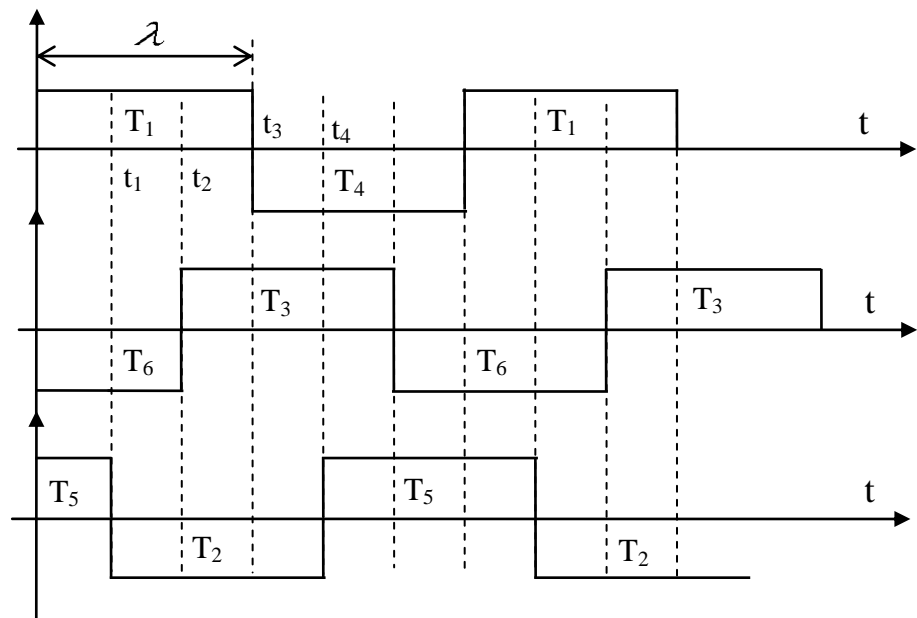 λ
T₁ t₃ t₄ T₁ t
t₁ t₂ T₄
T₃ T₃ t
T₆ T₆
T₅ T₅ t
T₂ T₂